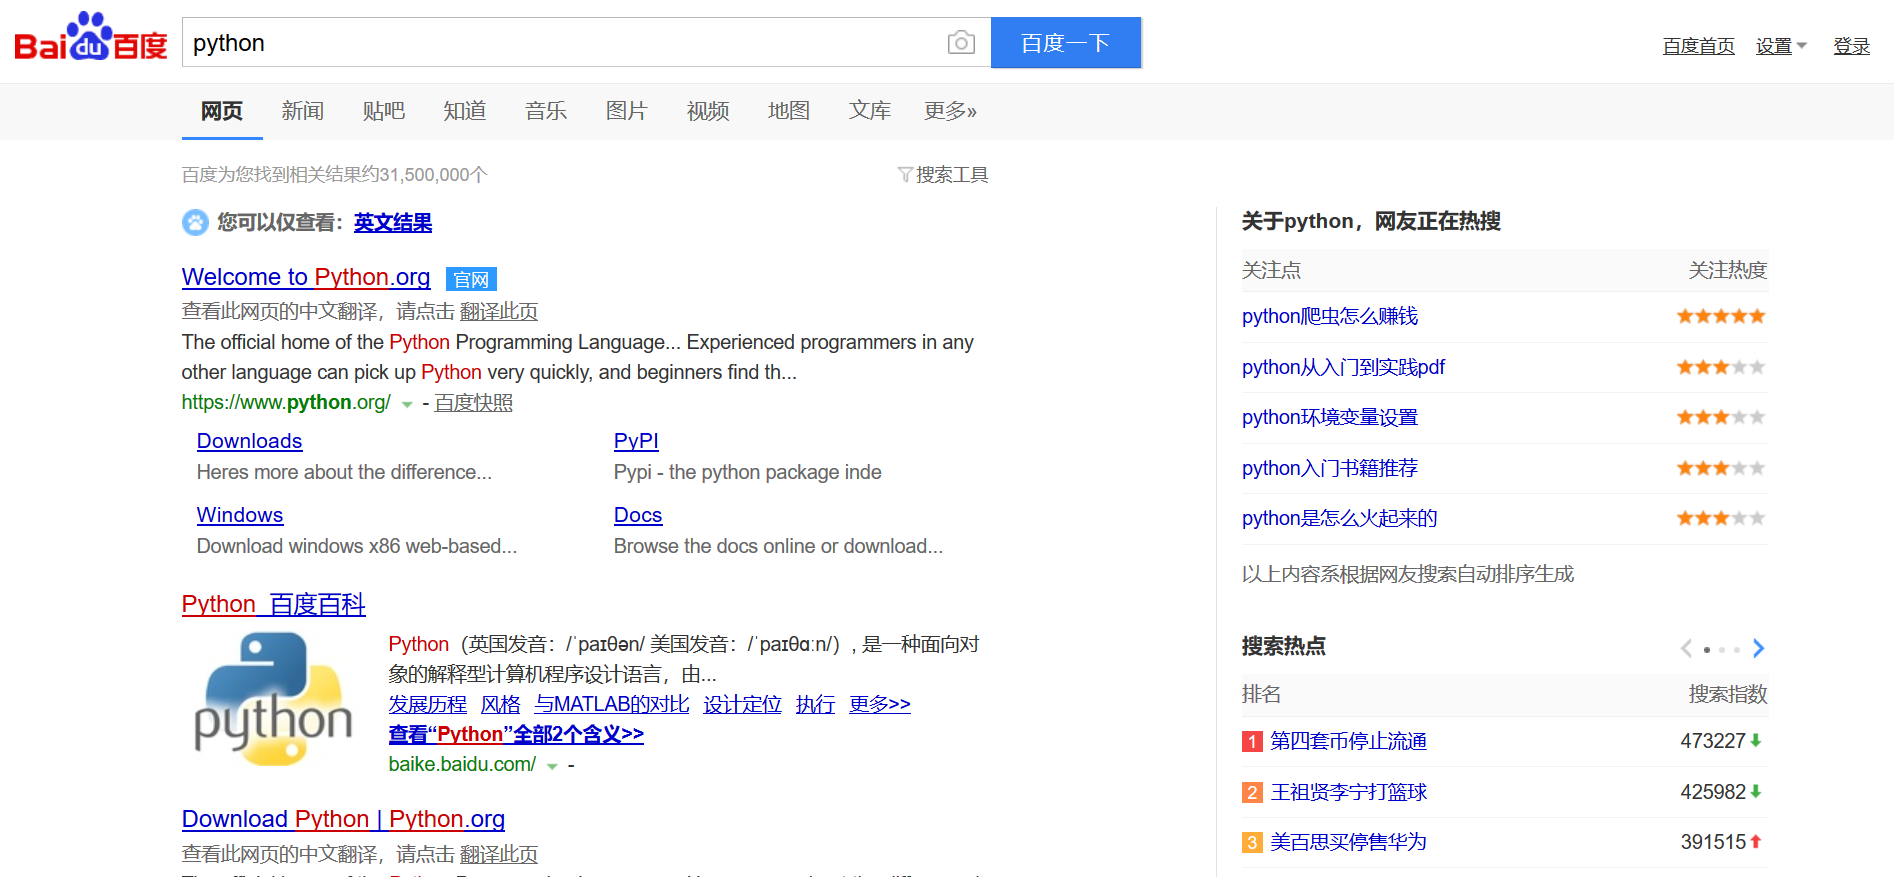 Baidu百度
python
百度一下
百度首页 设置 登录
网页 新闻 贴吧 知道 音乐 图片 视频 地图 文库 更多»
百度为您找到相关结果约31,500,000个
搜索工具
您可以仅查看：英文结果
Welcome to Python.org 官网
查看此网页的中文翻译，请点击 翻译此页
The official home of the Python Programming Language... Experienced programmers in any
other language can pick up Python very quickly, and beginners find th...
https://www.python.org/ - 百度快照
Downloads
Heres more about the difference...
PyPI
Pypi - the python package inde
Windows
Download windows x86 web-based...
Docs
Browse the docs online or download...
Python_百度百科
python
Python（英国发音：/ˈpaɪθən/ 美国发音：/ˈpaɪθɑːn/）, 是一种面向对
象的解释型计算机程序设计语言，由...
发展历程 风格 与MATLAB的对比 设计定位 执行 更多>>
查看“Python”全部2个含义>>
baike.baidu.com/ -
Download Python | Python.org
查看此网页的中文翻译，请点击 翻译此页
关于python，网友正在热搜
关注点 关注热度
python爬虫怎么赚钱
python从入门到实践pdf
python环境变量设置
python入门书籍推荐
python是怎么火起来的
以上内容系根据网友搜索自动排序生成
搜索热点
排名 搜索指数
1 第四套币停止流通 473227
2 王祖贤李宁打篮球 425982
3 美百思买停售华为 391515